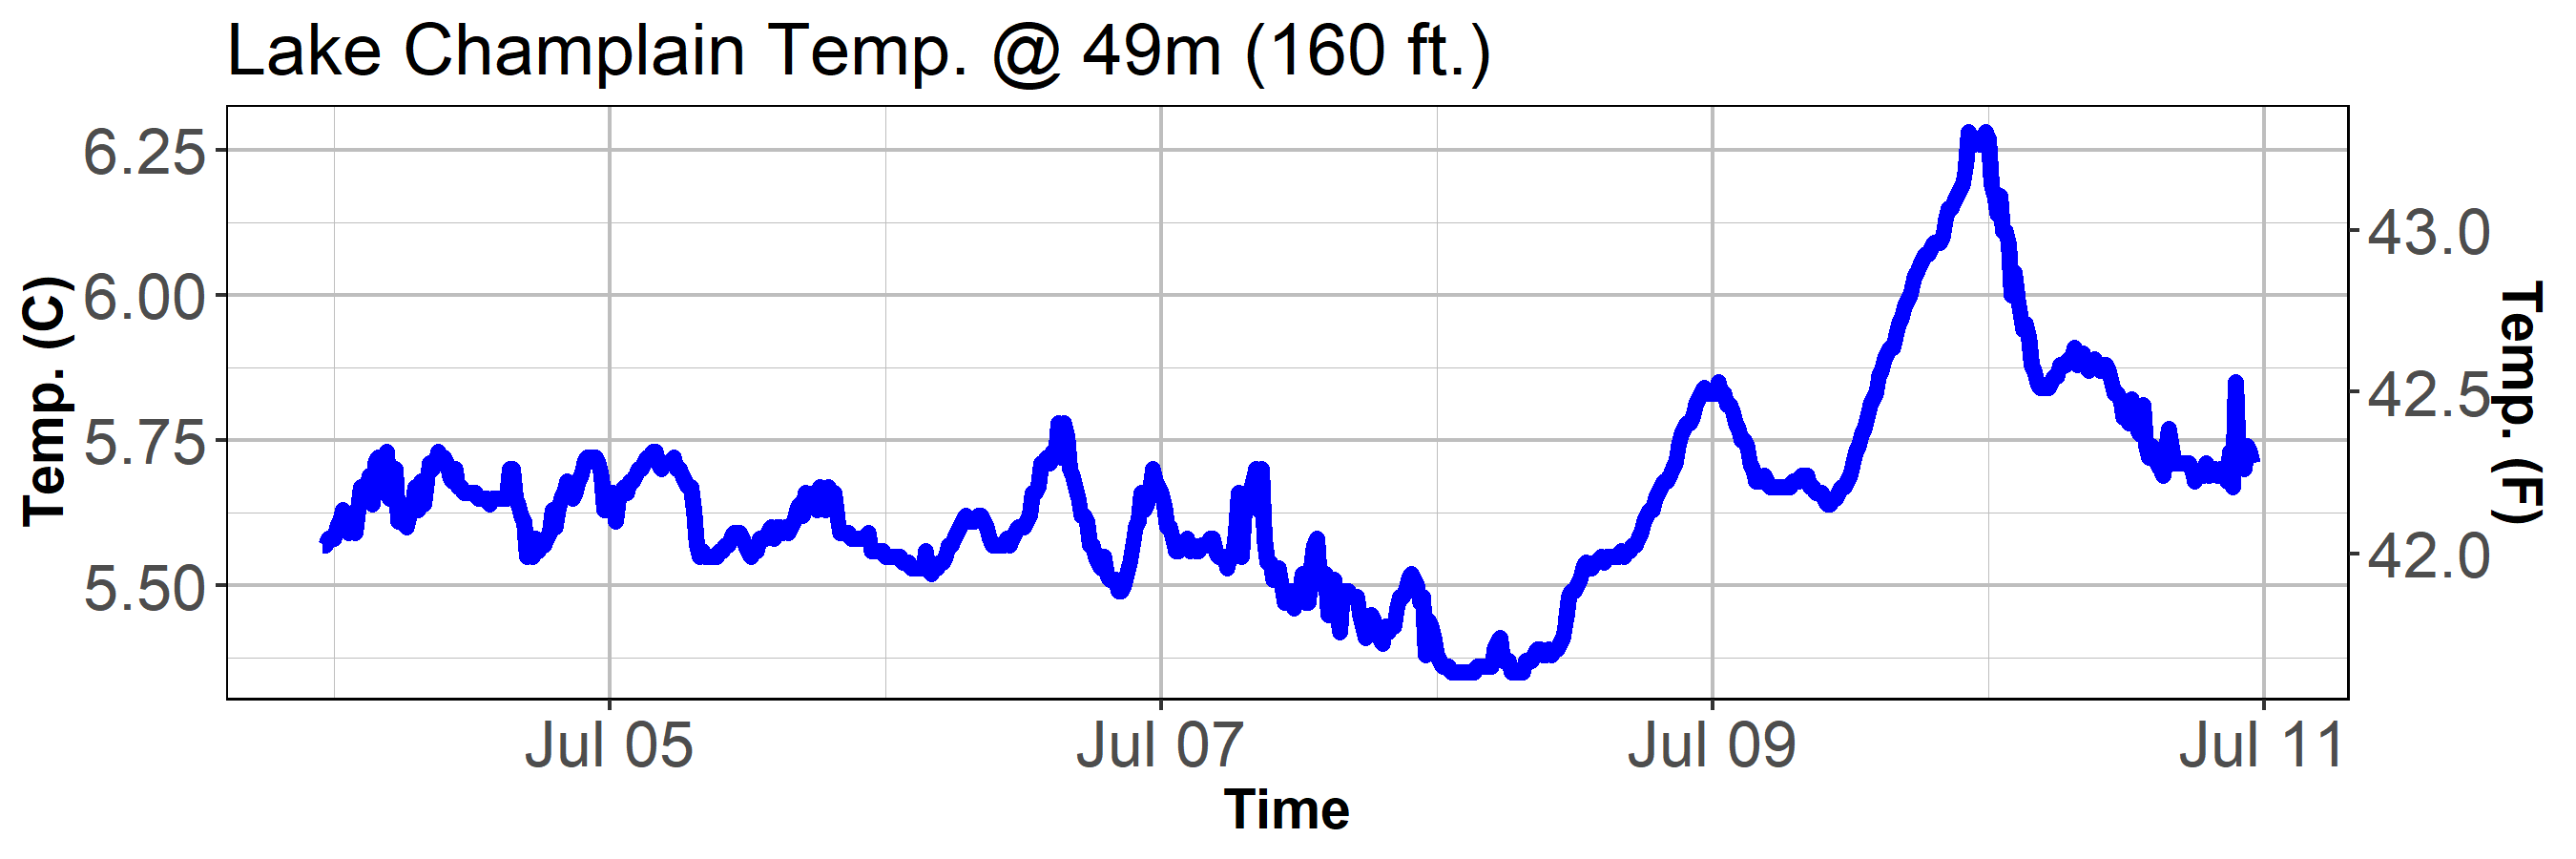 Lake Champlain Temp. @ 49m (160 ft.)
6.25
6.00
5.75
5.50
Temp. (C)
43.0
42.5
42.0
Temp. (F)
Jul 05 Jul 07 Jul 09 Jul 11
Time